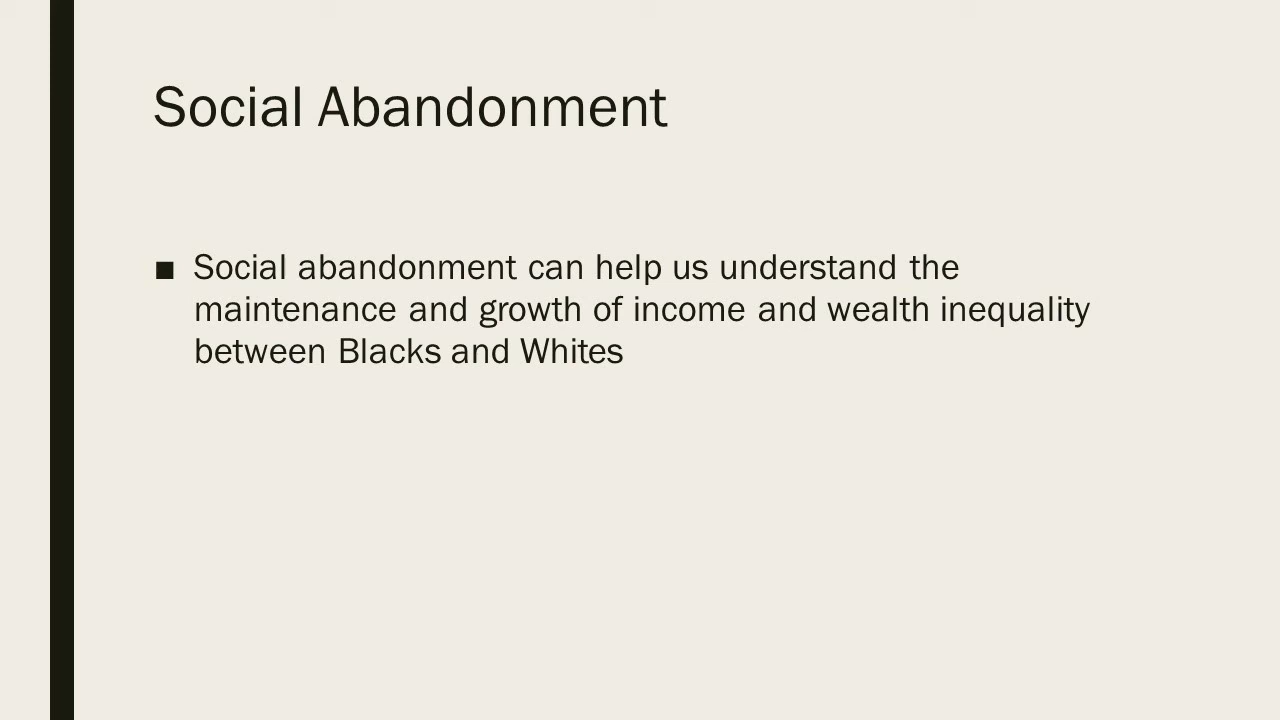 Social Abandonment
▪ Social abandonment can help us understand the
maintenance and growth of income and wealth inequality
between Blacks and Whites